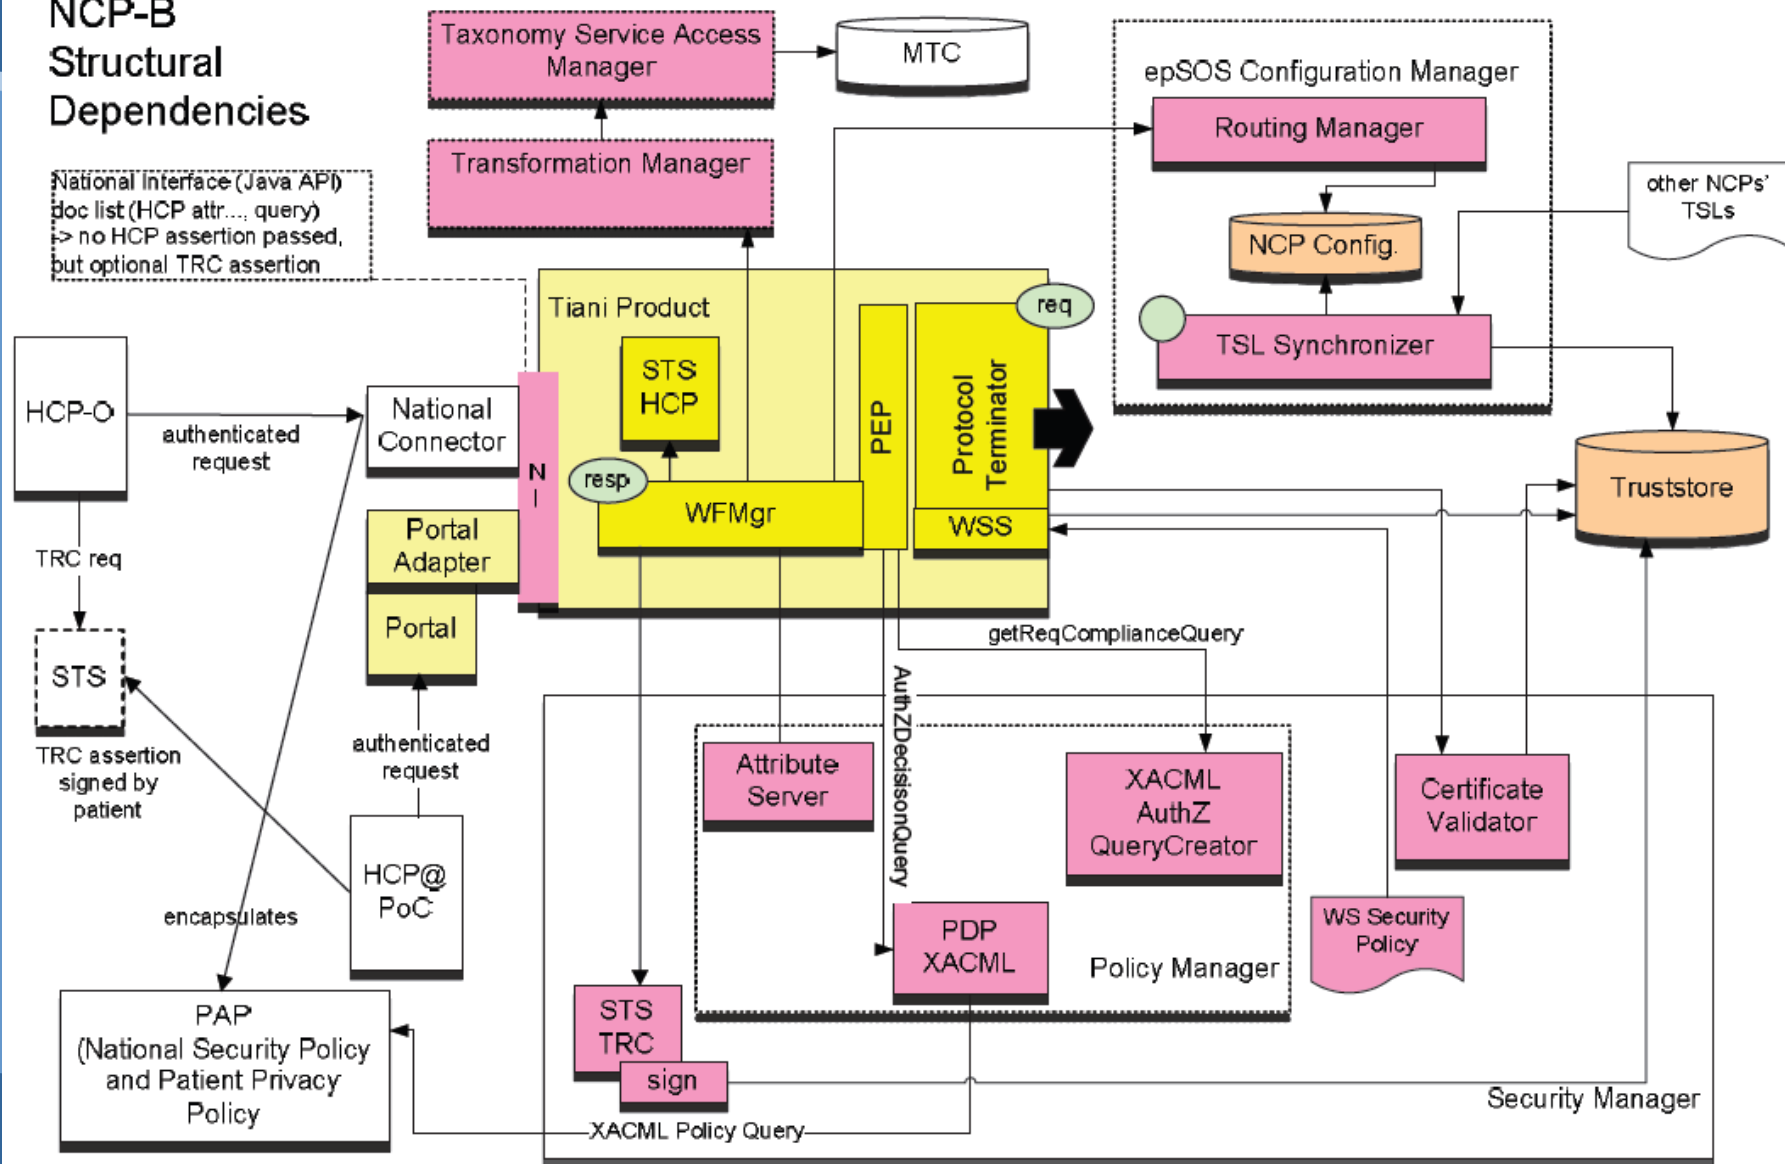 NCP-B
Structural
Dependencies
Taxonomy Service Access
Manager
MTC
epSOS Configuration Manager
Routing Manager
Transformation Manager
National Interface (Java API)
doc list (HCP attr..., query)
-> no HCP assertion passed,
but optional TRC assertion
other NCPs'
TSLs
NCP Config.
TSL Synchronizer
Tiani Product
req
STS
HCP
PEP
Protocol
Terminator
HCP-O
authenticated
request
National
Connector
N
I
resp
WFMgr
WSS
Truststore
Portal
Adapter
Portal
TRC req
STS
TRC assertion
signed by
patient
authenticated
request
getReqComplianceQuery
AuthZDecisisonQuery
Attribute
Server
XACML
AuthZ
QueryCreator
Certificate
Validator
HCP@
PoC
encapsulates
PDP
XACML
Policy Manager
WS Security
Policy
PAP
(National Security Policy
and Patient Privacy
Policy
STS
TRC
sign
Security Manager
XACML Policy Query